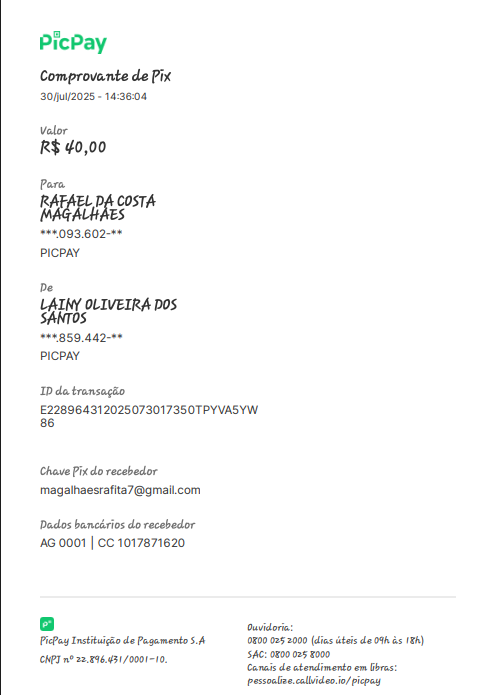 PicPay
Comprovante de Pix
30/jul/2025 - 14:36:04
Valor
R$ 40,00
Para
RAFAEL DA COSTA
MAGALHAES
***.093.602-**
PICPAY
De
LAINY OLIVEIRA DOS
SANTOS
***.859.442-**
PICPAY
ID da transação
E228964312025073017350TPYVA5YW
86
Chave Pix do recebedor
magalhaesrafita7@gmail.com
Dados bancários do recebedor
AG 0001 | CC 1017871620
PicPay Instituição de Pagamento S.A
CNPJ nº 22.896.431/0001-10.
Ouvidoria:
0800 025 2000 (dias úteis de 09h às 18h)
SAC: 0800 025 8000
Canais de atendimento em libras:
pessoalize.callvideo.io/picpay